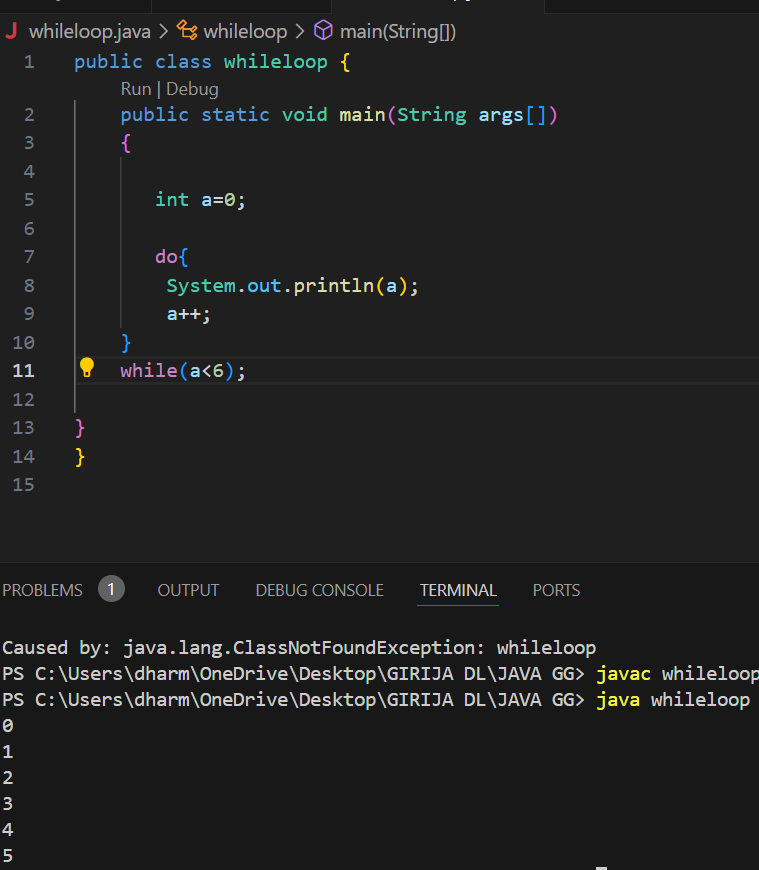 J whileloop.java > whileloop > main(String[])
1 public class whileloop {
Run | Debug
2 public static void main(String args[])
3 {
4
5 int a=0;
6
7 do{
8 System.out.println(a);
9 a++;
10 }
11 while(a<6);
12
13 }
14 }
15
PROBLEMS 1 OUTPUT DEBUG CONSOLE TERMINAL PORTS
Caused by: java.lang.ClassNotFoundException: whileloop
PS C:\Users\dharm\OneDrive\Desktop\GIRIJA DL\JAVA GG> javac whileloop
PS C:\Users\dharm\OneDrive\Desktop\GIRIJA DL\JAVA GG> java whileloop
0
1
2
3
4
5